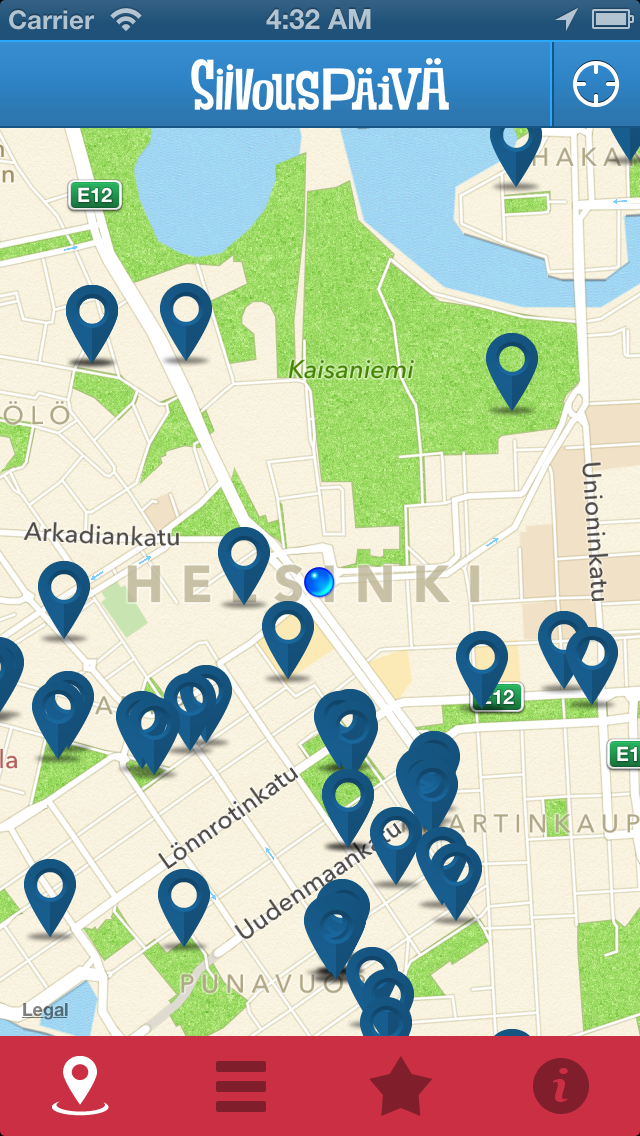 Carrier 4:32 AM
SIIVOUSPÄIVÄ
HAKA
n
n
E12
Kaisaniemi
ÖLÖ
Unioninkatu
Arkadiankatu
HELSINKI
E12
A
E1
la
Lönnrotinkatu
ARTINKAUP
Uudenmaankatu
PUNAVUO
Legal
i